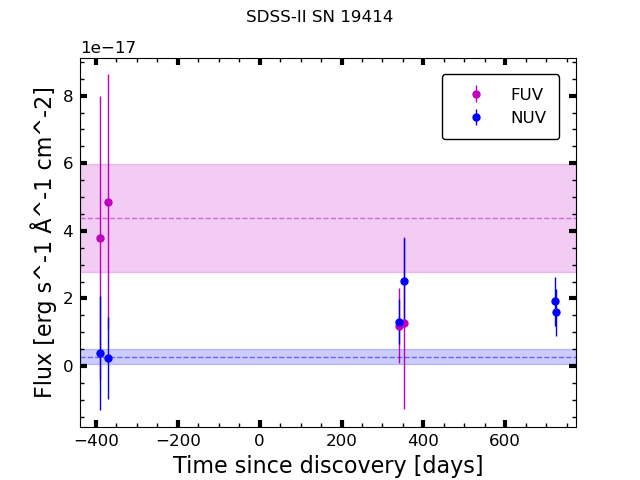 SDSS-II SN 19414
1e−17
Flux [erg s^-1 Å^-1 cm^-2]
8
6
4
2
0
FUV
NUV
−400 −200 0 200 400 600
Time since discovery [days]